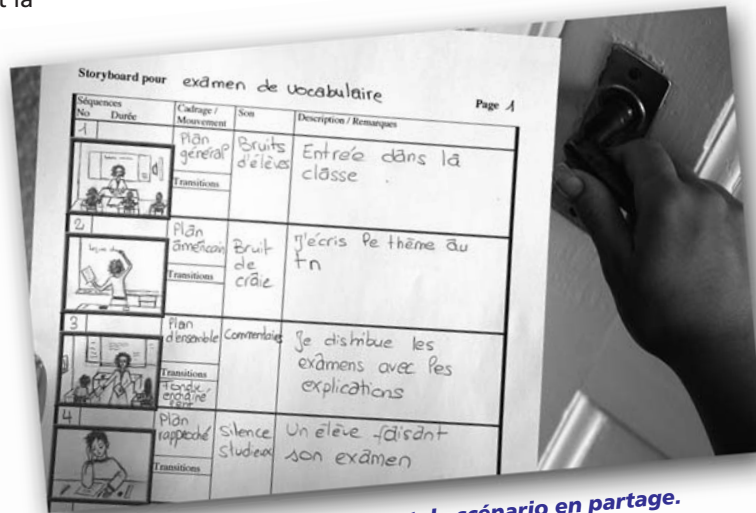 t la
Storyboard pour examen de vocabulaire
Page 1
Séquences
No Durée
Cadrage /
Mouvement
Son
Description / Remarques
1
Plan
général
Transitions
Bruits
d'élèves
Entrée dans la
classe .
2
Plan
américain
Transitions
Bruit
de
craie
J'écris le thème au
tn
3
Plan
d'ensemble
Transitions
Fondu
enchaîné
Commentaires
Je distribue les
examens avec les
explications
4
Plan
rapproché
Transitions
Silence
studieux
Un élève faisant
son examen
scénario en partage.